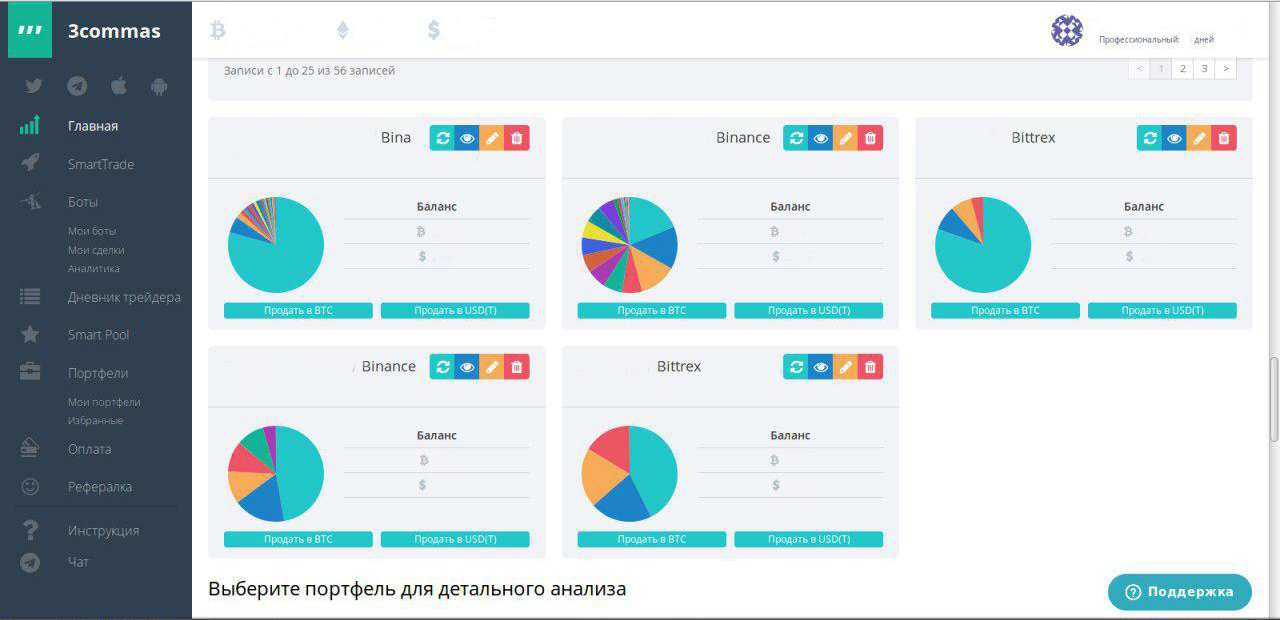 3commas
Профессиональный: дней
Главная
SmartTrade
Боты
Мои боты
Мои сделки
Аналитика
Дневник трейдера
Smart Pool
Портфели
Мои портфели
Избранные
Оплата
Рефералка
Инструкция
Чат
Записи с 1 до 25 из 56 записей
< 1 2 3 >
Bina
Баланс
Продать в BTC Продать в USD(T)
Binance
Баланс
Продать в BTC Продать в USD(T)
Bittrex
Баланс
$
Продать в BTC Продать в USD(T)
Binance
Баланс
$
Продать в BTC Продать в USD(T)
Bittrex
Баланс
$
Продать в BTC Продать в USD(T)
Выберите портфель для детального анализа
Поддержка